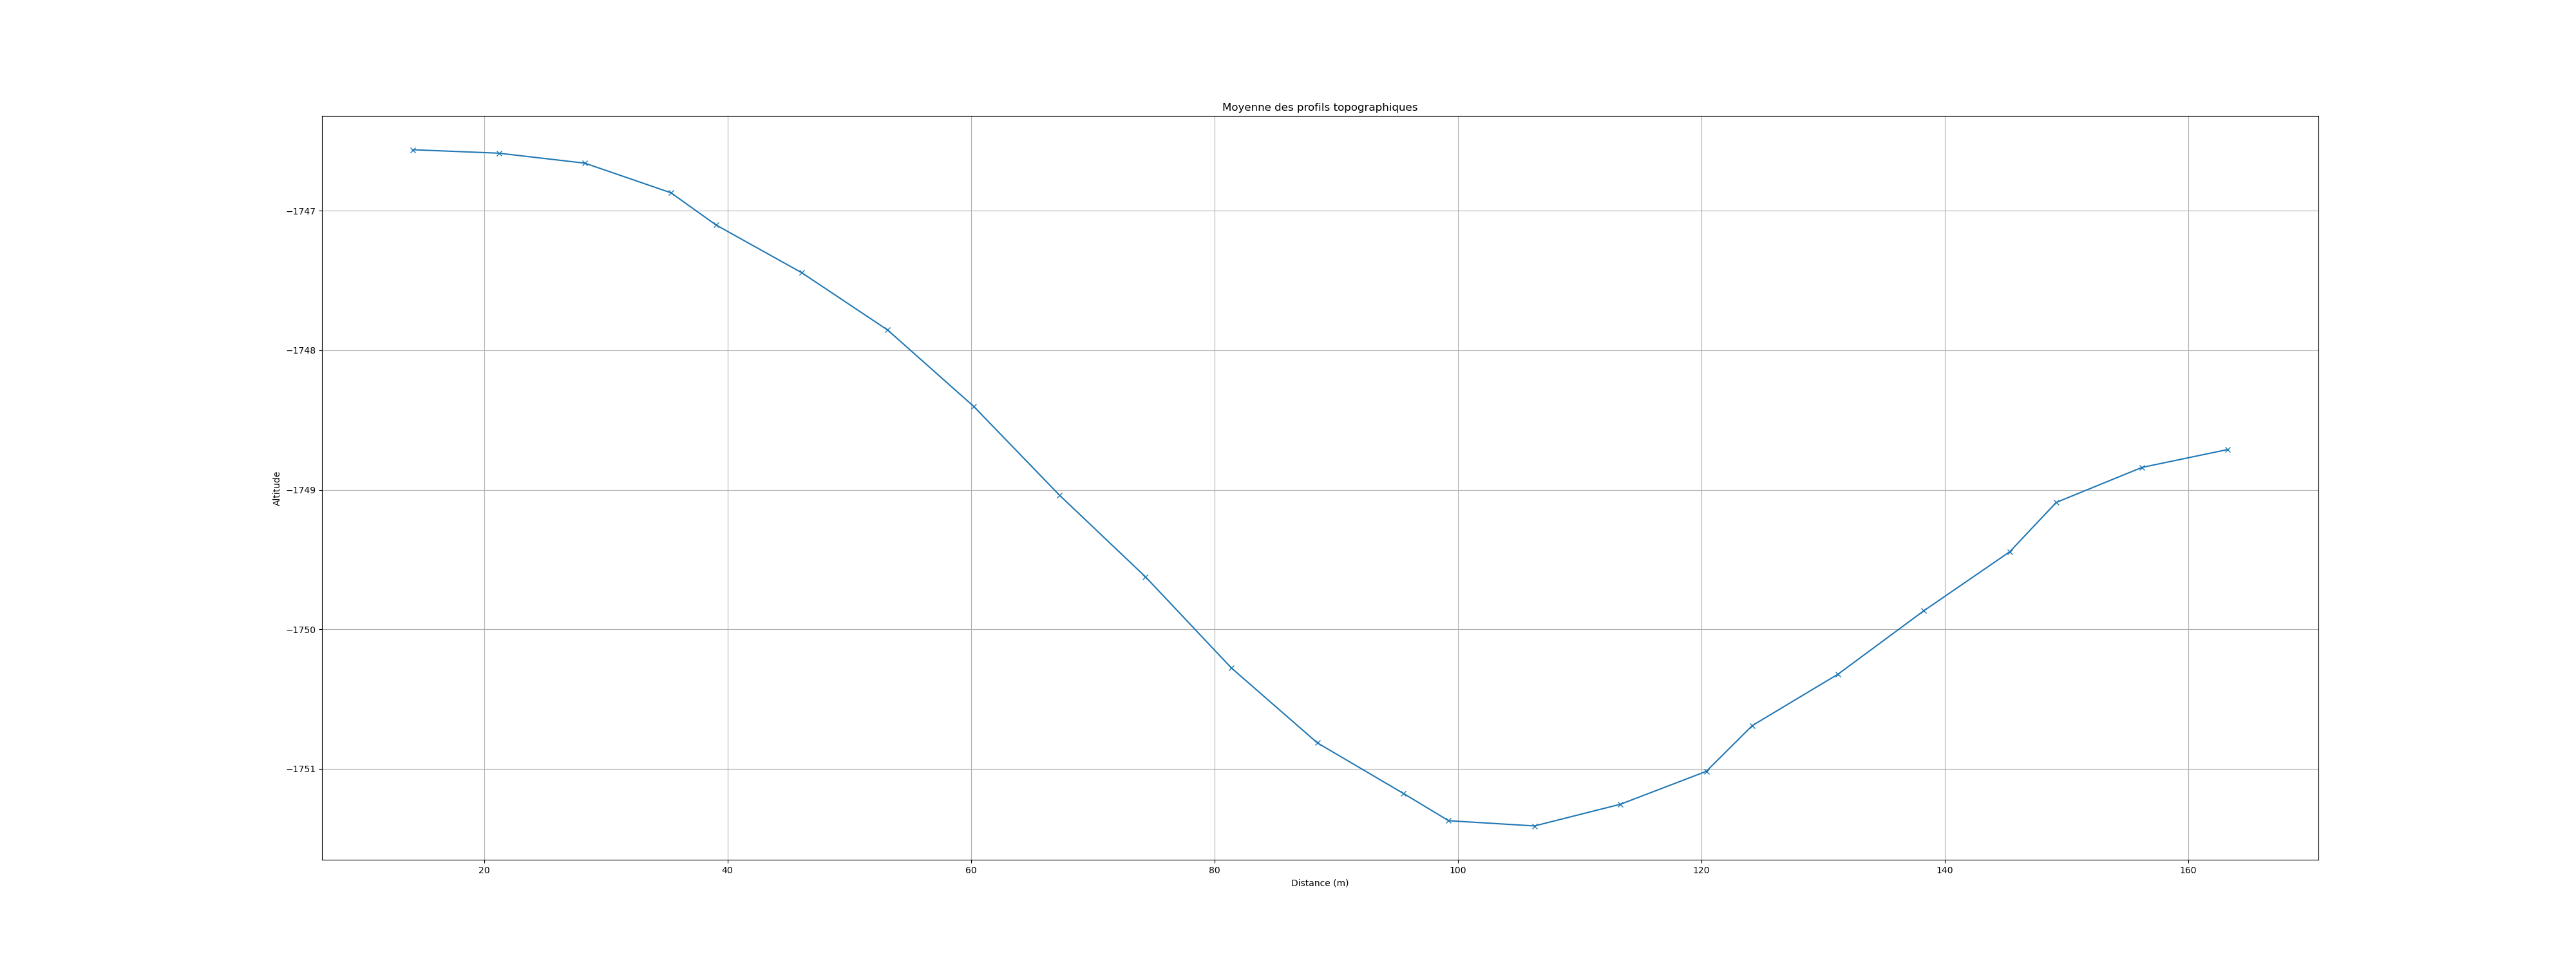 Moyenne des profils topographiques
Altitude
−1747
−1748
−1749
−1750
−1751
20 40 60 80 100 120 140 160
Distance (m)